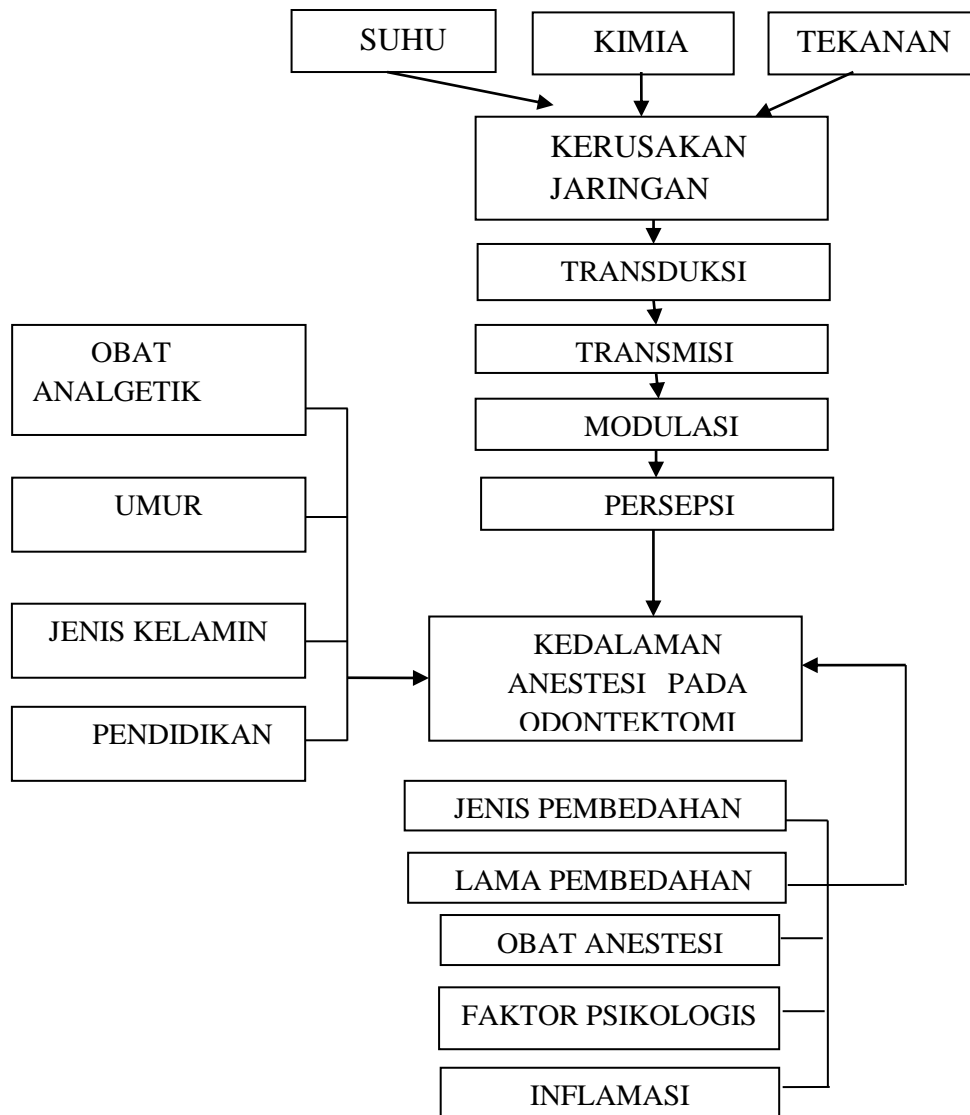 SUHU
KIMIA
TEKANAN
KERUSAKAN
JARINGAN
TRANSDUKSI
TRANSMISI
MODULASI
PERSEPSI
OBAT
ANALGETIK
UMUR
JENIS KELAMIN
PENDIDIKAN
KEDALAMAN
ANESTESI PADA
ODONTEKTOMI
JENIS PEMBEDAHAN
LAMA PEMBEDAHAN
OBAT ANESTESI
FAKTOR PSIKOLOGIS
INFLAMASI